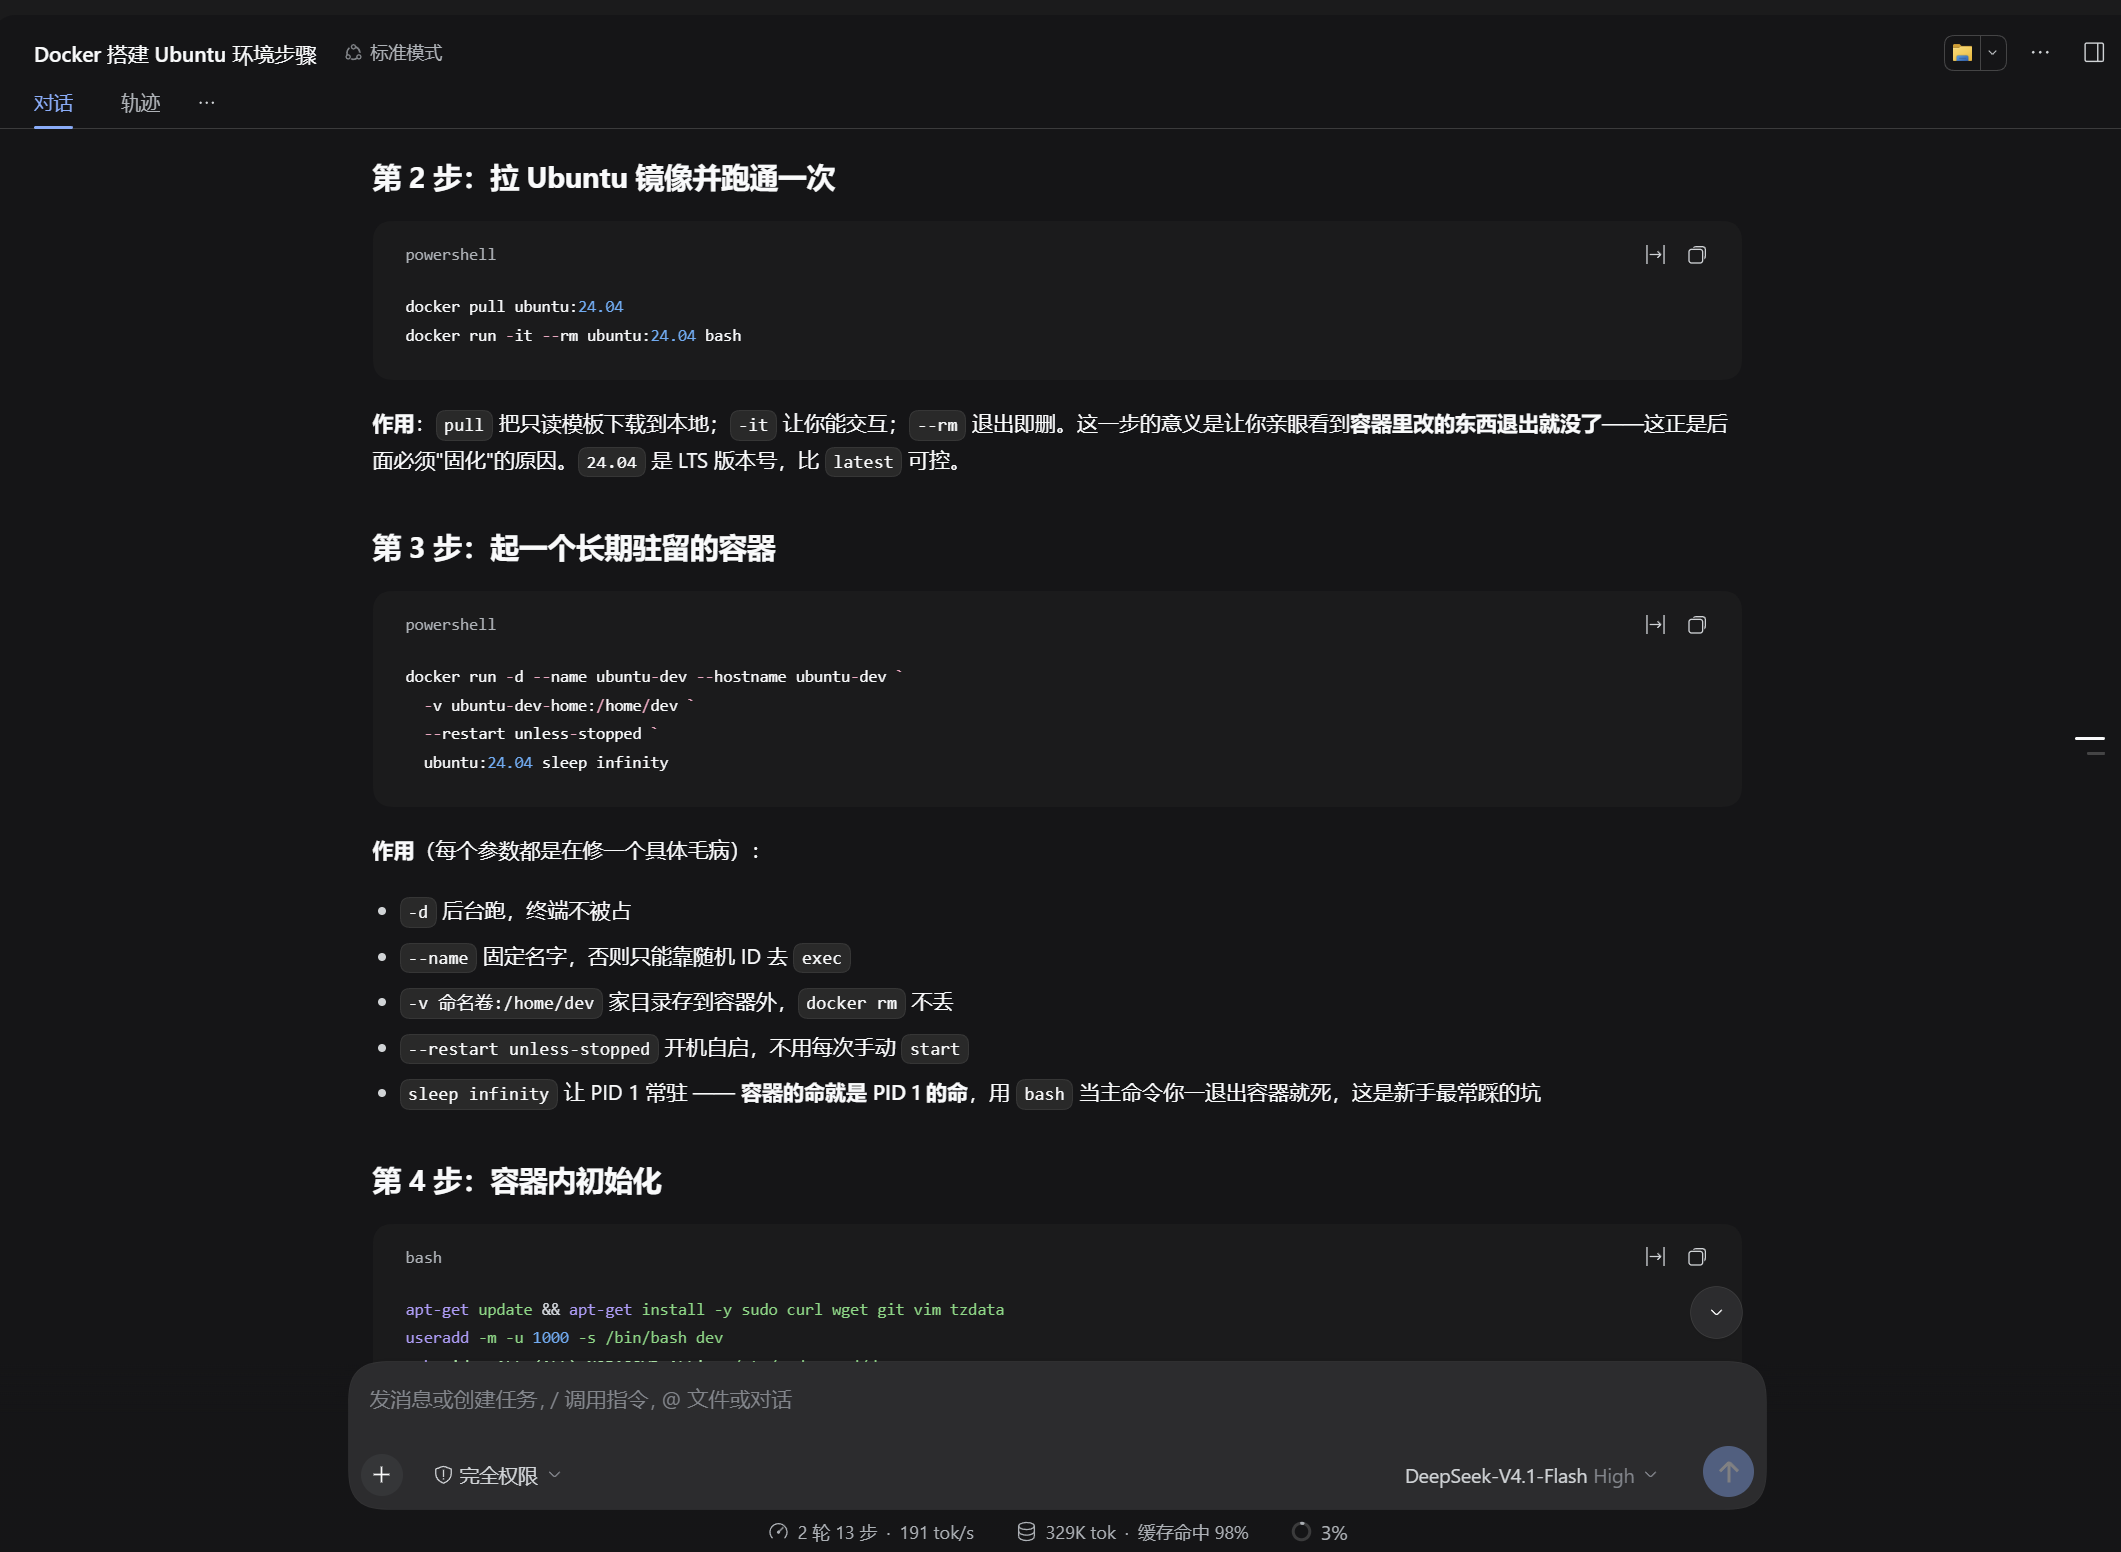 Docker 搭建 Ubuntu 环境步骤 标准模式
对话 轨迹 ···
第 2 步：拉 Ubuntu 镜像并跑通一次
powershell
docker pull ubuntu:24.04
docker run -it --rm ubuntu:24.04 bash
作用：pull 把只读模板下载到本地；-it 让你能交互；--rm 退出即删。这一步的意义是让你亲眼看到容器里改的东西退出就没了——这正是后
面必须"固化"的原因。24.04 是 LTS 版本号，比 latest 可控。
第 3 步：起一个长期驻留的容器
powershell
docker run -d --name ubuntu-dev --hostname ubuntu-dev `
-v ubuntu-dev-home:/home/dev `
--restart unless-stopped `
ubuntu:24.04 sleep infinity
作用（每个参数都是在修一个具体毛病）：
• -d 后台跑，终端不被占
• --name 固定名字，否则只能靠随机 ID 去 exec
• -v 命名卷:/home/dev 家目录存到容器外，docker rm 不丢
• --restart unless-stopped 开机自启，不用每次手动 start
• sleep infinity 让 PID 1 常驻 —— 容器的命就是 PID 1 的命，用 bash 当主命令你一退出容器就死，这是新手最常踩的坑
第 4 步：容器内初始化
bash
apt-get update && apt-get install -y sudo curl wget git vim tzdata
useradd -m -u 1000 -s /bin/bash dev
发消息或创建任务, / 调用指令, @ 文件或对话
完全权限
DeepSeek-V4.1-Flash High
2 轮 13 步 · 191 tok/s 329K tok · 缓存命中 98% 3%